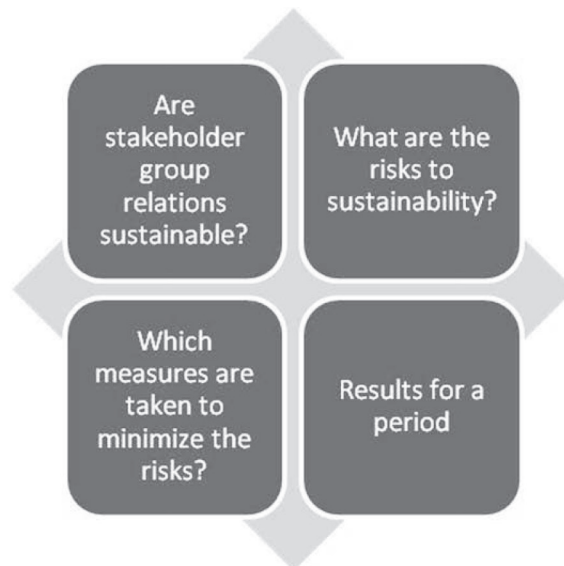 Are
stakeholder
group
relations
sustainable?
What are the
risks to
sustainability?
Which
measures are
taken to
minimize the
risks?
Results for a
period